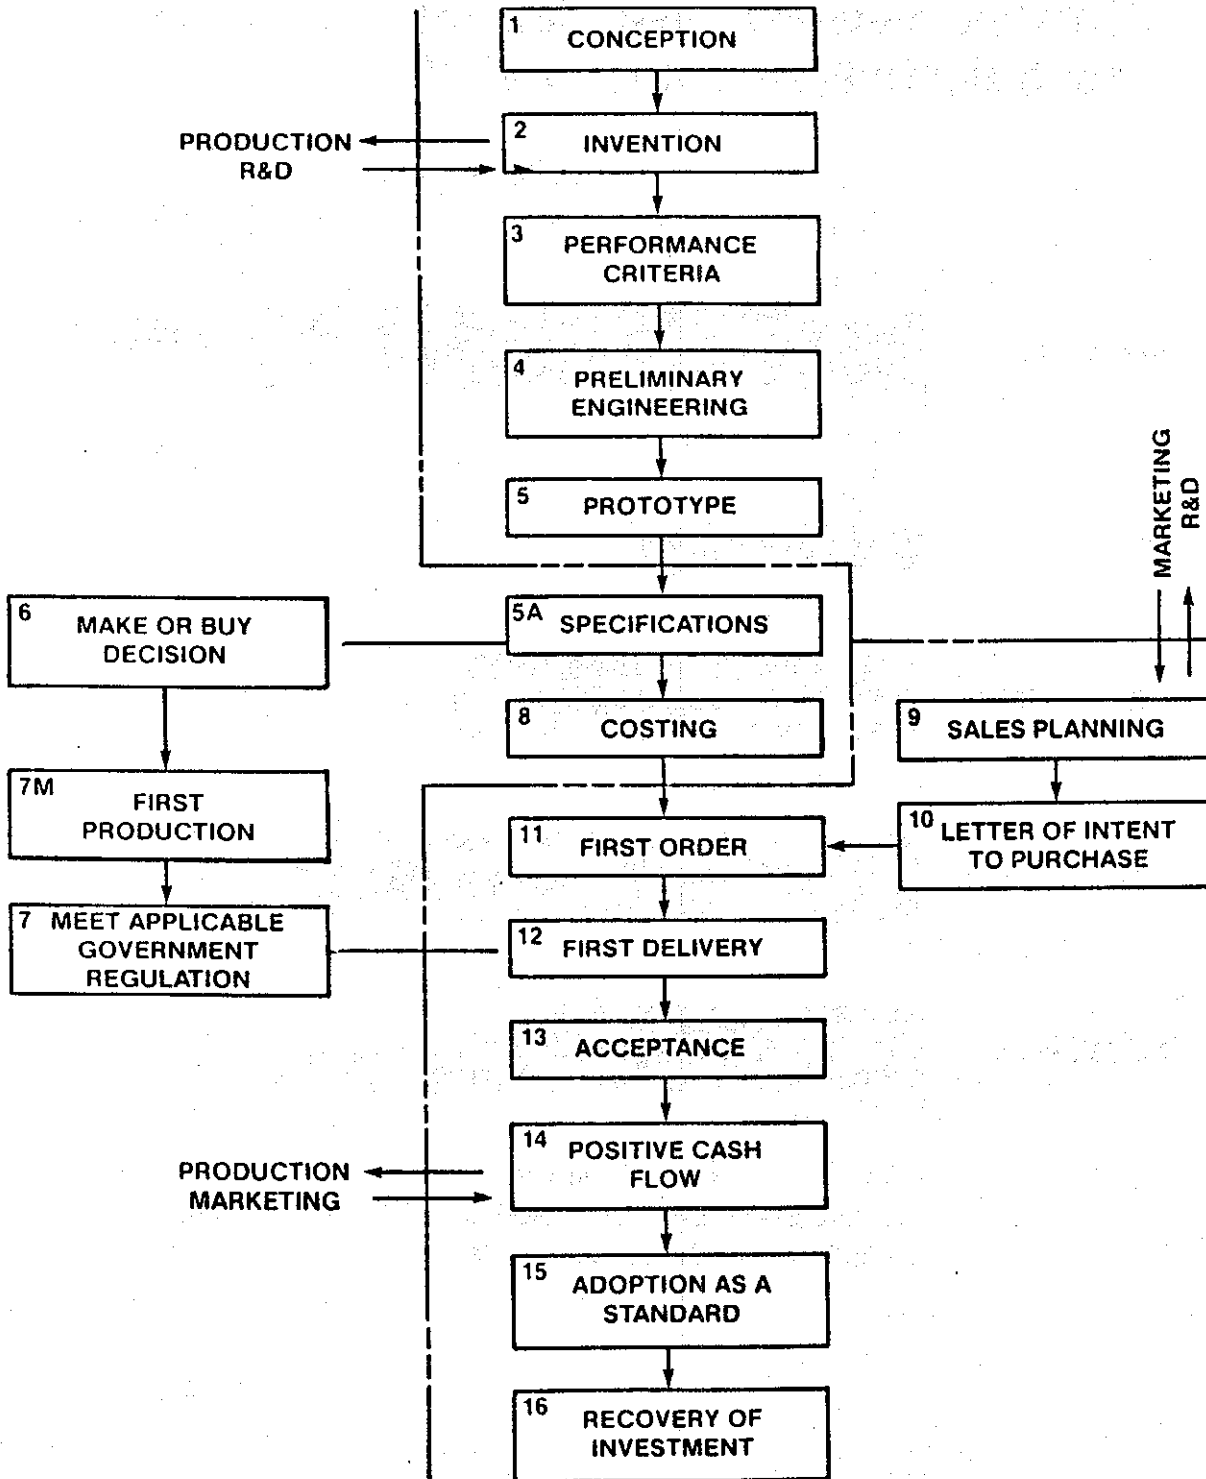 1
CONCEPTION
2
INVENTION
PRODUCTION
R&D
3
PERFORMANCE
CRITERIA
4
PRELIMINARY
ENGINEERING
5
PROTOTYPE
MARKETING
R&D
5A
SPECIFICATIONS
6
MAKE OR BUY
DECISION
8
COSTING
9
SALES PLANNING
7M
FIRST
PRODUCTION
10
LETTER OF INTENT
TO PURCHASE
11
FIRST ORDER
7
MEET APPLICABLE
GOVERNMENT
REGULATION
12
FIRST DELIVERY
13
ACCEPTANCE
14
POSITIVE CASH
FLOW
PRODUCTION
MARKETING
15
ADOPTION AS A
STANDARD
16
RECOVERY OF
INVESTMENT